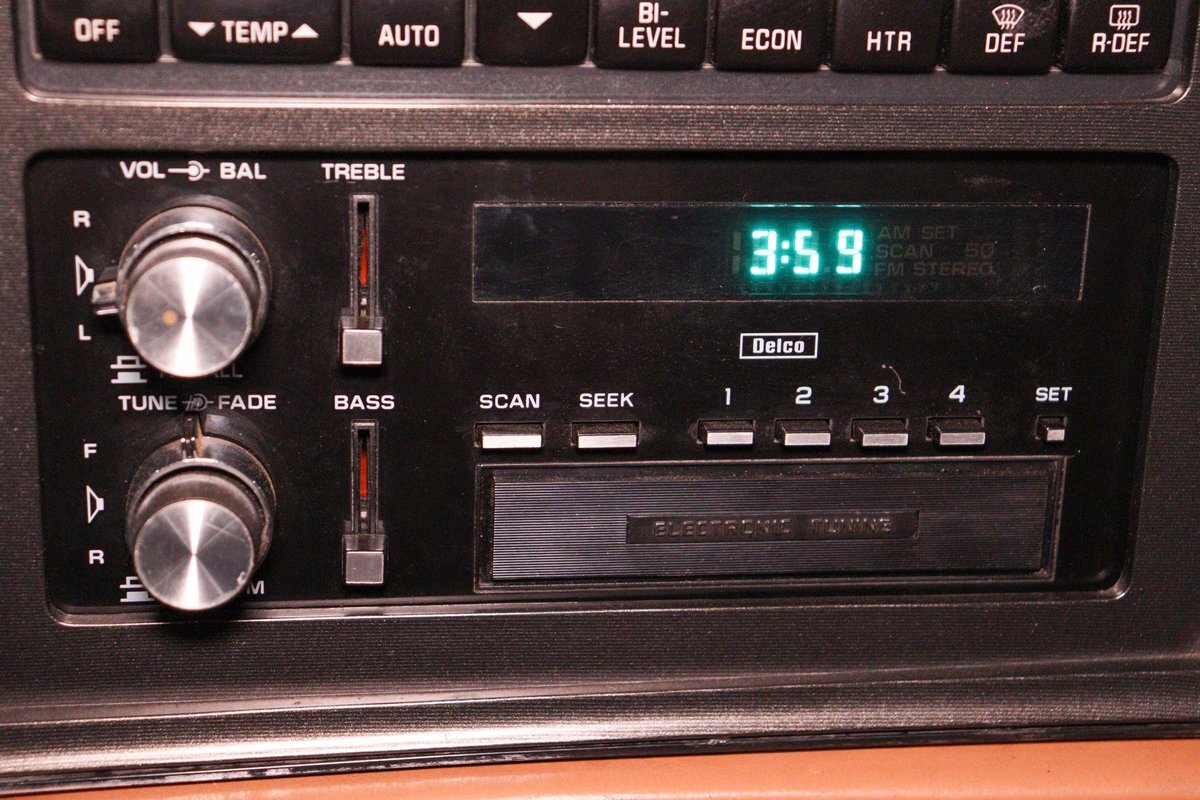 OFF
TEMP
AUTO
BI-
LEVEL
ECON
HTR
DEF
R-DEF
VOL BAL
TREBLE
R
L
3:59
AM SET
SCAN 50
FM STEREO
Delco
TUNE FADE
BASS
SCAN
SEEK
1
2
3
4
SET
F
R
ELECTRONIC TUNING